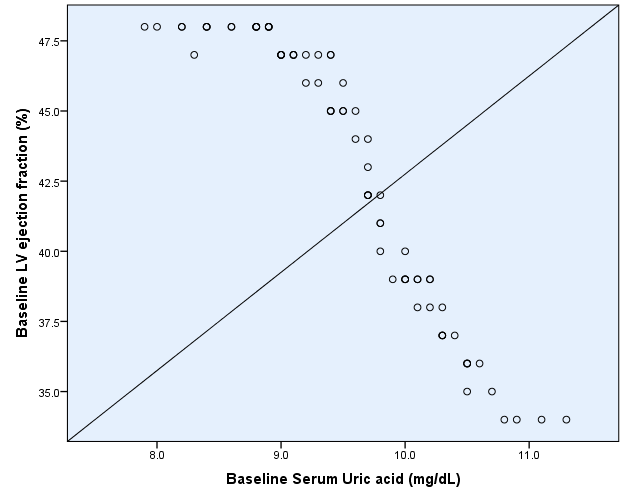 Baseline LV ejection fraction (%)
47.5
45.0
42.5
40.0
37.5
35.0
8.0 9.0 10.0 11.0
Baseline Serum Uric acid (mg/dL)